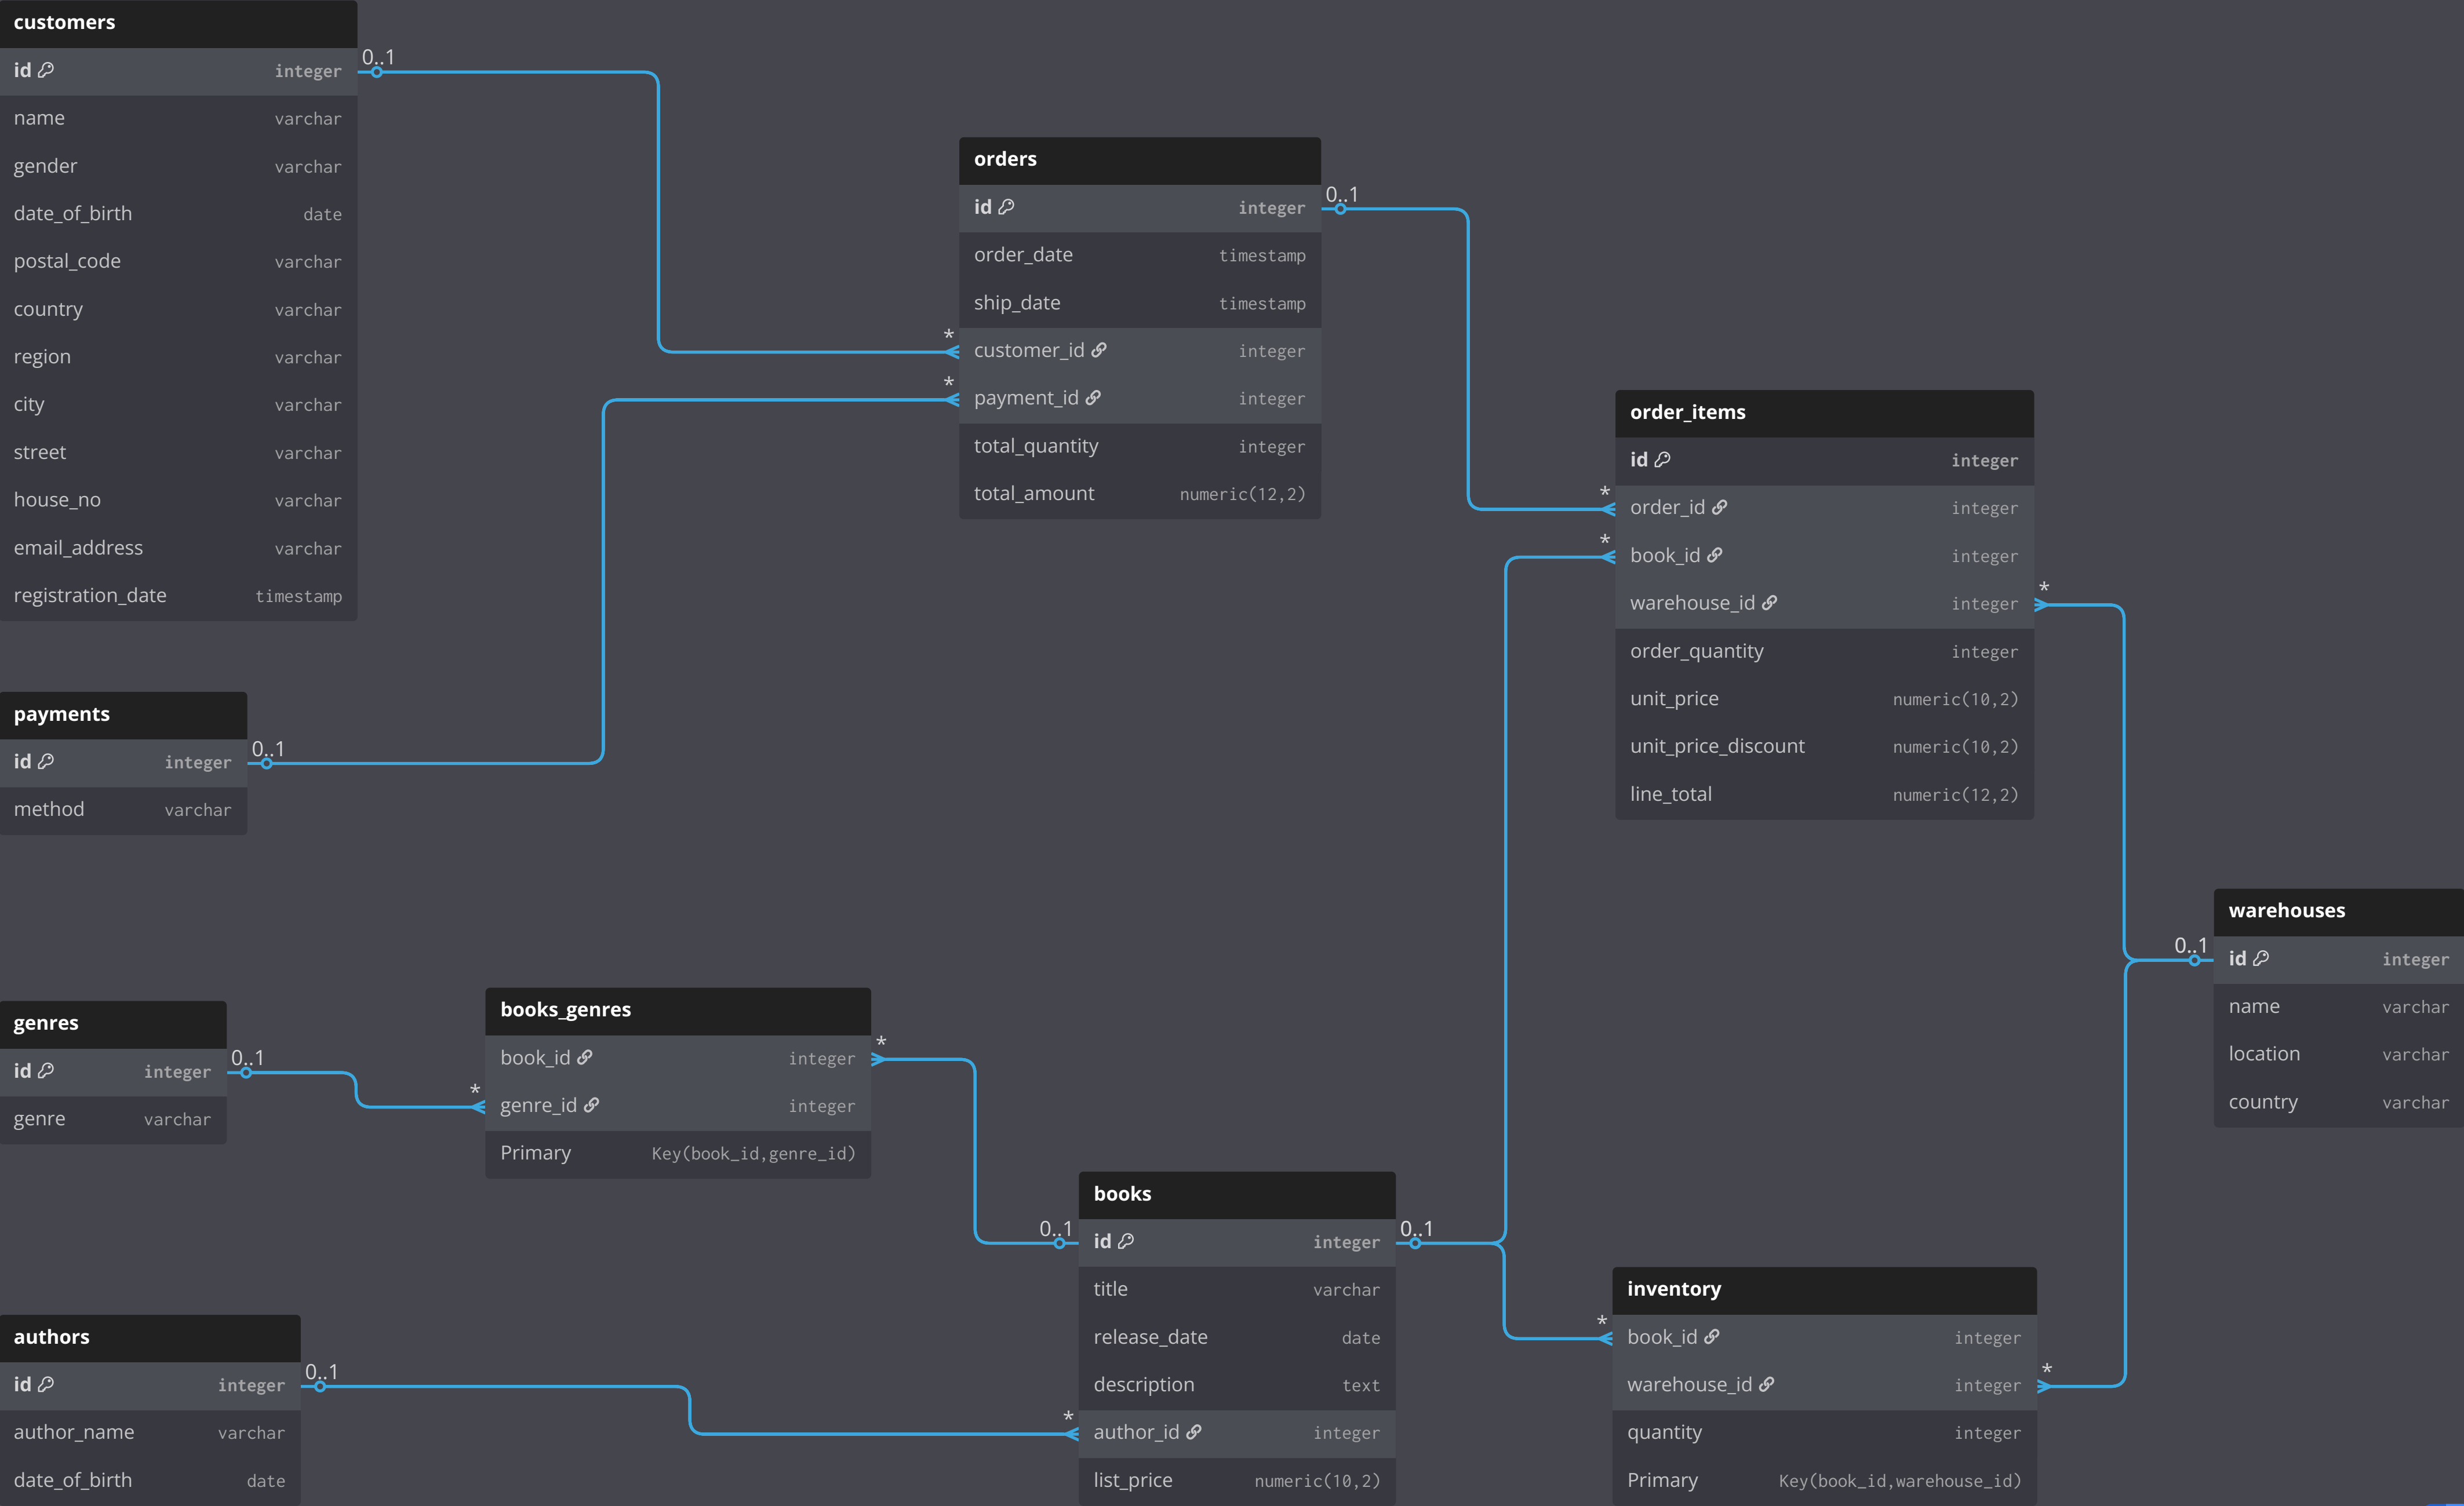 customers
id integer
name varchar
gender varchar
date_of_birth date
postal_code varchar
country varchar
region varchar
city varchar
street varchar
house_no varchar
email_address varchar
registration_date timestamp
0..1
orders
id integer
order_date timestamp
ship_date timestamp
customer_id integer
payment_id integer
total_quantity integer
total_amount numeric(12,2)
0..1
*
*
order_items
id integer
order_id integer
book_id integer
warehouse_id integer
order_quantity integer
unit_price numeric(10,2)
unit_price_discount numeric(10,2)
line_total numeric(12,2)
*
*
*
payments
id integer
method varchar
0..1
warehouses
id integer
name varchar
location varchar
country varchar
0..1
genres
id integer
genre varchar
0..1
books_genres
book_id integer
genre_id integer
Primary Key(book_id,genre_id)
*
*
books
id integer
title varchar
release_date date
description text
author_id integer
list_price numeric(10,2)
0..1
0..1
*
inventory
book_id integer
warehouse_id integer
quantity integer
Primary Key(book_id,warehouse_id)
*
*
authors
id integer
author_name varchar
date_of_birth date
0..1